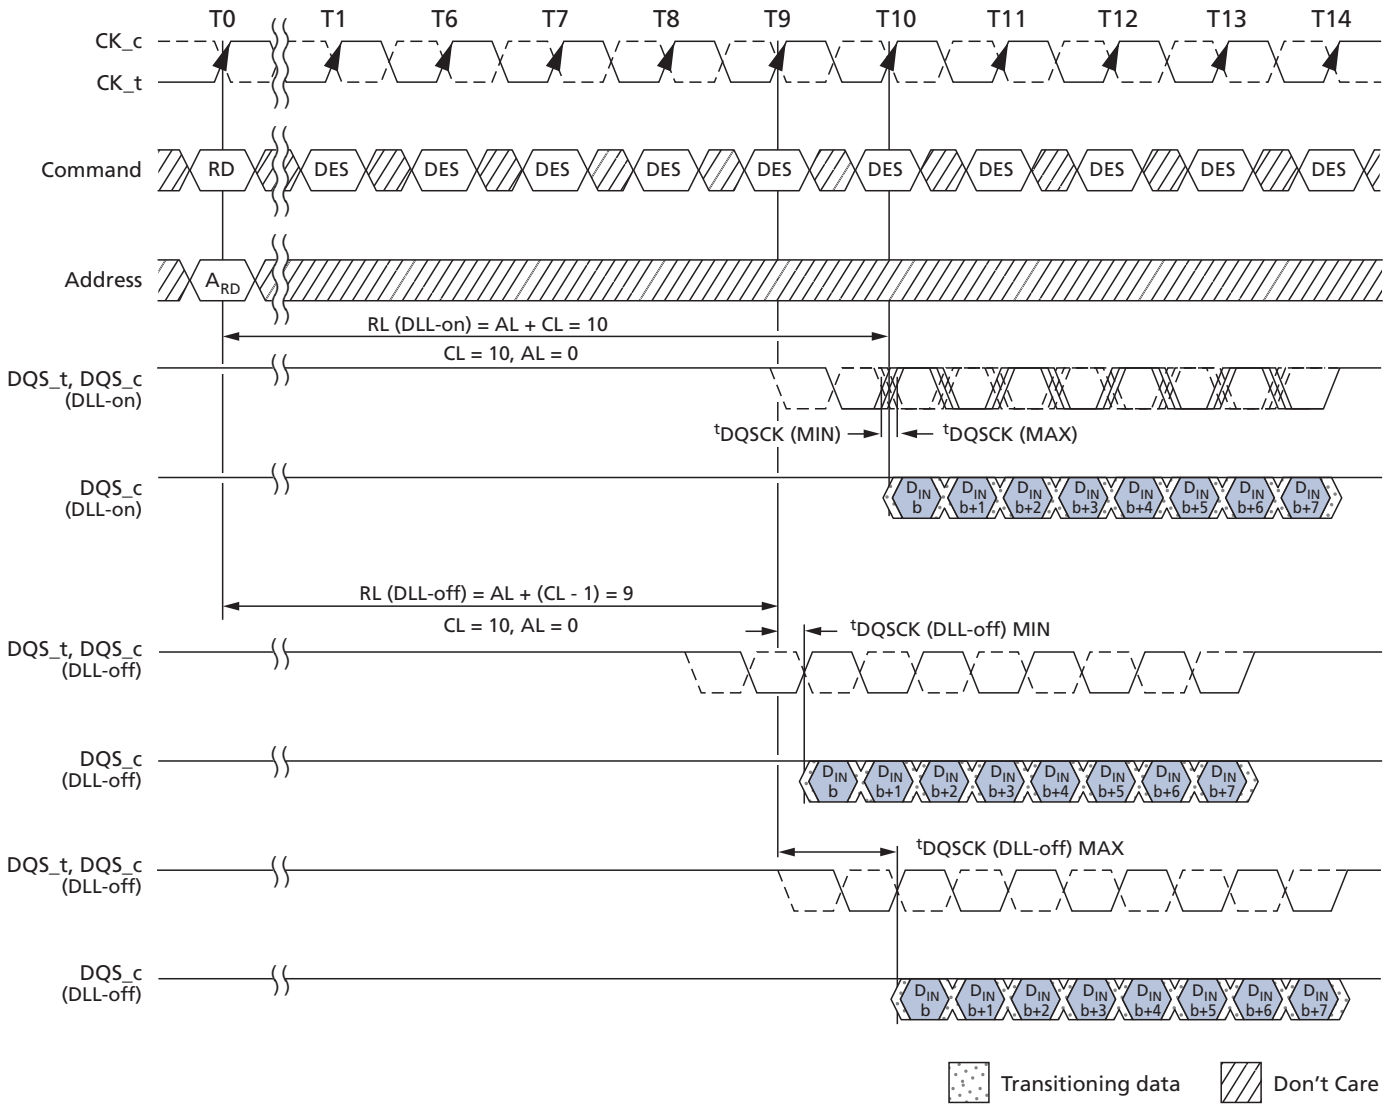 T0 T1 T6 T7 T8 T9 T10 T11 T12 T13 T14
CK_c
CK_t
Command RD DES DES DES DES DES DES DES DES DES DES
Address ARD
RL (DLL-on) = AL + CL = 10
CL = 10, AL = 0
DQS_t, DQS_c
(DLL-on)
tDQSCK (MIN) tDQSCK (MAX)
DQS_c
(DLL-on)
DIN b DIN b+1 DIN b+2 DIN b+3 DIN b+4 DIN b+5 DIN b+6 DIN b+7
RL (DLL-off) = AL + (CL - 1) = 9
CL = 10, AL = 0
tDQSCK (DLL-off) MIN
DQS_t, DQS_c
(DLL-off)
DQS_c
(DLL-off)
DIN b DIN b+1 DIN b+2 DIN b+3 DIN b+4 DIN b+5 DIN b+6 DIN b+7
tDQSCK (DLL-off) MAX
DQS_t, DQS_c
(DLL-off)
DQS_c
(DLL-off)
DIN b DIN b+1 DIN b+2 DIN b+3 DIN b+4 DIN b+5 DIN b+6 DIN b+7
Transitioning data Don't Care